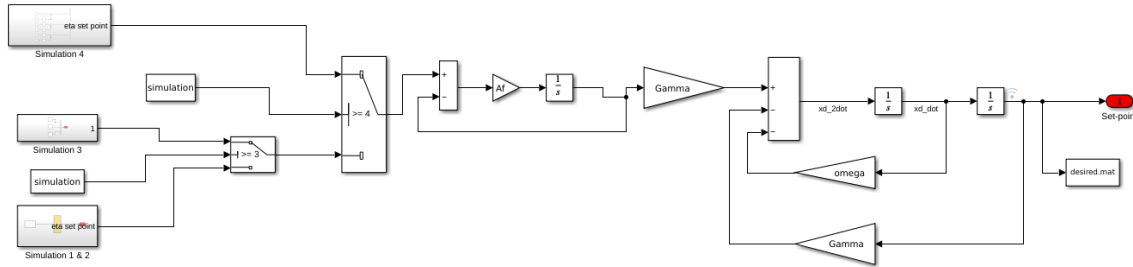 eta set point
Simulation 4
simulation
>= 4
+
−
Af
1
s
Gamma
+
−
−
xd_2dot
1
s
xd_dot
1
s
1
Set-poin
1
Simulation 3
>= 3
simulation
eta set point
Simulation 1 & 2
omega
desired.mat
Gamma